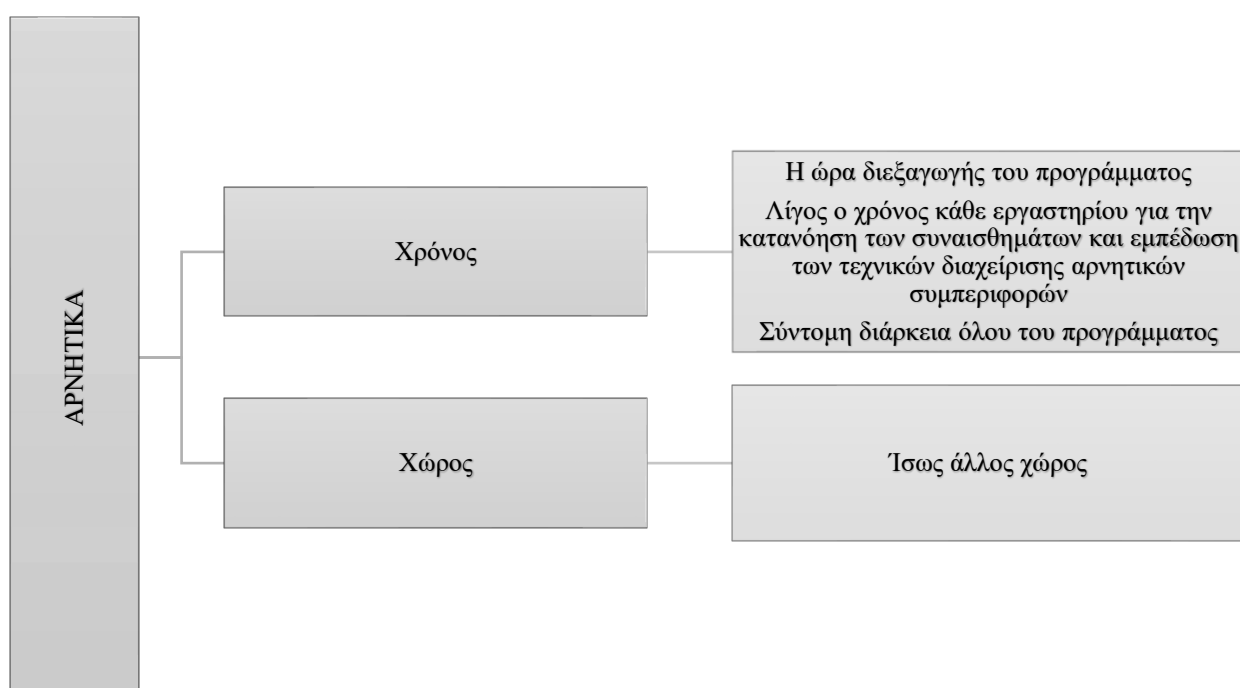 ΑΡΝΗΤΙΚΑ
Χρόνος
Η ώρα διεξαγωγής του προγράμματος
Λίγος ο χρόνος κάθε εργαστηρίου για την
κατανόηση των συναισθημάτων και εμπέδωση
των τεχνικών διαχείρισης αρνητικών
συμπεριφορών
Σύντομη διάρκεια όλου του προγράμματος
Χώρος
Ίσως άλλος χώρος